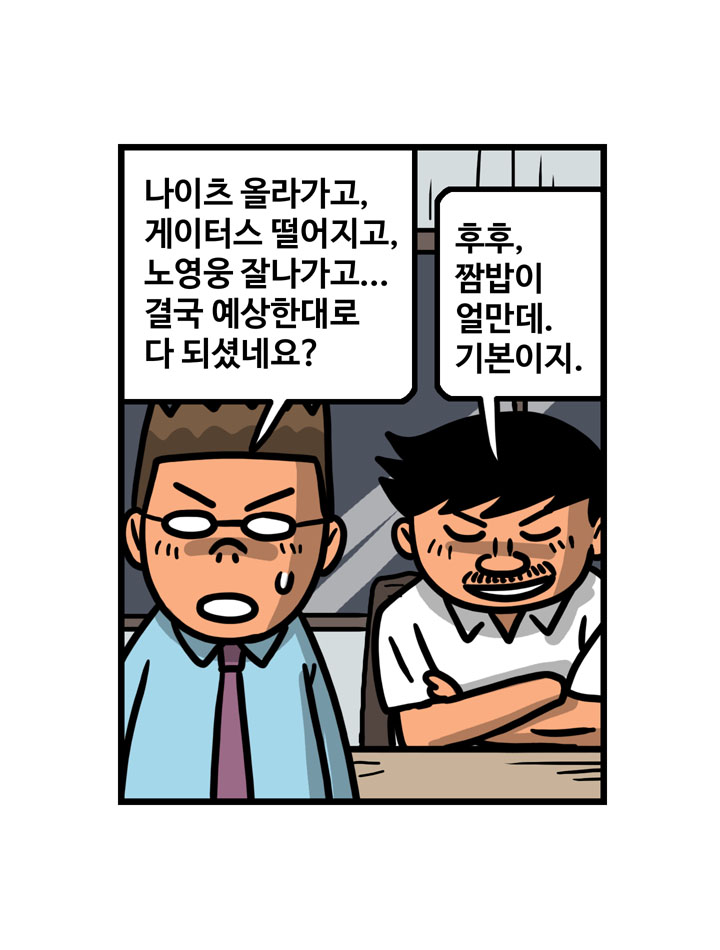 나이츠 올라가고,
게이터스 떨어지고,
노영웅 잘나가고...
결국 예상한대로
다 되셨네요?
후후,
짬밥이
얼만데.
기본이지.